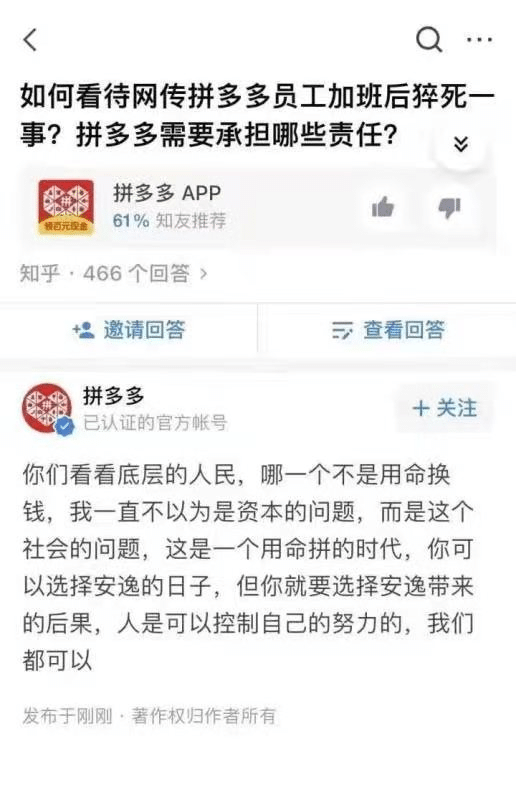 如何看待网传拼多多员工加班后猝死一
事？拼多多需要承担哪些责任？
拼
领百元现金
拼多多 APP
61% 知友推荐
知乎 · 466 个回答 >
邀请回答
查看回答
拼
拼多多
已认证的官方帐号
+ 关注
你们看看底层的人民，哪一个不是用命换
钱，我一直不以为是资本的问题，而是这个
社会的问题，这是一个用命拼的时代，你可
以选择安逸的日子，但你就要选择安逸带来
的后果，人是可以控制自己的努力的，我们
都可以
发布于刚刚 · 著作权归作者所有